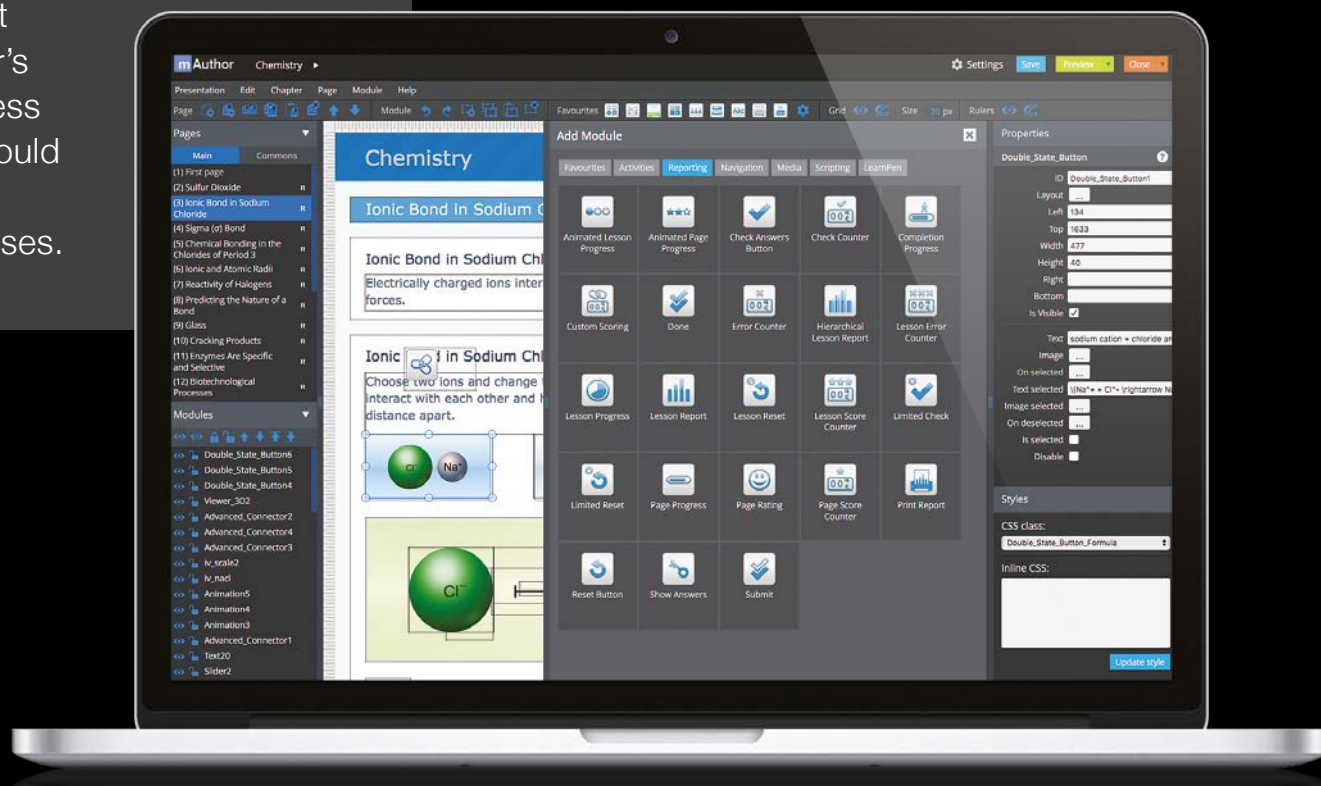 t
r's
ess
ould
ses.
mAuthor Chemistry
Settings Save Preview Close
Presentation Edit Chapter Page Module Help
Page Module Favourites Grid Size 20 px Rulers
Pages
Main Commons
(1) First page
(2) Sulfur Dioxide R
(3) Ionic Bond in Sodium
Chloride R
(4) Sigma (σ) Bond R
(5) Chemical Bonding in the
Chlorides of Period 3 R
(6) Ionic and Atomic Radii R
(7) Reactivity of Halogens R
(8) Predicting the Nature of a
Bond R
(9) Glass R
(10) Cracking Products R
(11) Enzymes Are Specific
and Selective R
(12) Biotechnological
Processes R
Modules
Double_State_Button6
Double_State_Button5
Double_State_Button4
Viewer_3D2
Advanced_Connector2
Advanced_Connector4
Advanced_Connector3
iv_scale2
iv_nacl
Animation5
Animation4
Animation3
Advanced_Connector1
Text20
Slider2
Chemistry
Ionic Bond in Sodium C
Ionic Bond in Sodium Chl
Electrically charged ions inter
forces.
Ionic d in Sodium Chl
Choose two ions and change t
interact with each other and h
distance apart.
Cl Na+
Cl−
Add Module
Favourites Activities Reporting Navigation Media Scripting LearnPen
Animated Lesson
Progress
Animated Page
Progress
Check Answers
Button
Check Counter
Completion
Progress
Custom Scoring
Done
Error Counter
Hierarchical
Lesson Report
Lesson Error
Counter
Lesson Progress
Lesson Report
Lesson Reset
Lesson Score
Counter
Limited Check
Limited Reset
Page Progress
Page Rating
Page Score
Counter
Print Report
Reset Button
Show Answers
Submit
Properties
Double_State_Button
ID Double_State_Button1
Layout ...
Left 134
Top 1633
Width 477
Height 40
Right
Bottom
Is Visible
Text sodium cation + chloride an
Image ...
On selected ...
Text selected \(Na^+ + Cl^- \rightarrow Na
Image selected ...
On deselected ...
Is selected
Disable
Styles
CSS class:
Double_State_Button_Formula
Inline CSS:
Update style